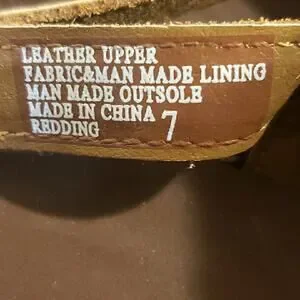 LEATHER UPPER
FABRIC&MAN MADE LINING
MAN MADE OUTSOLE
MADE IN CHINA 7
REDDING